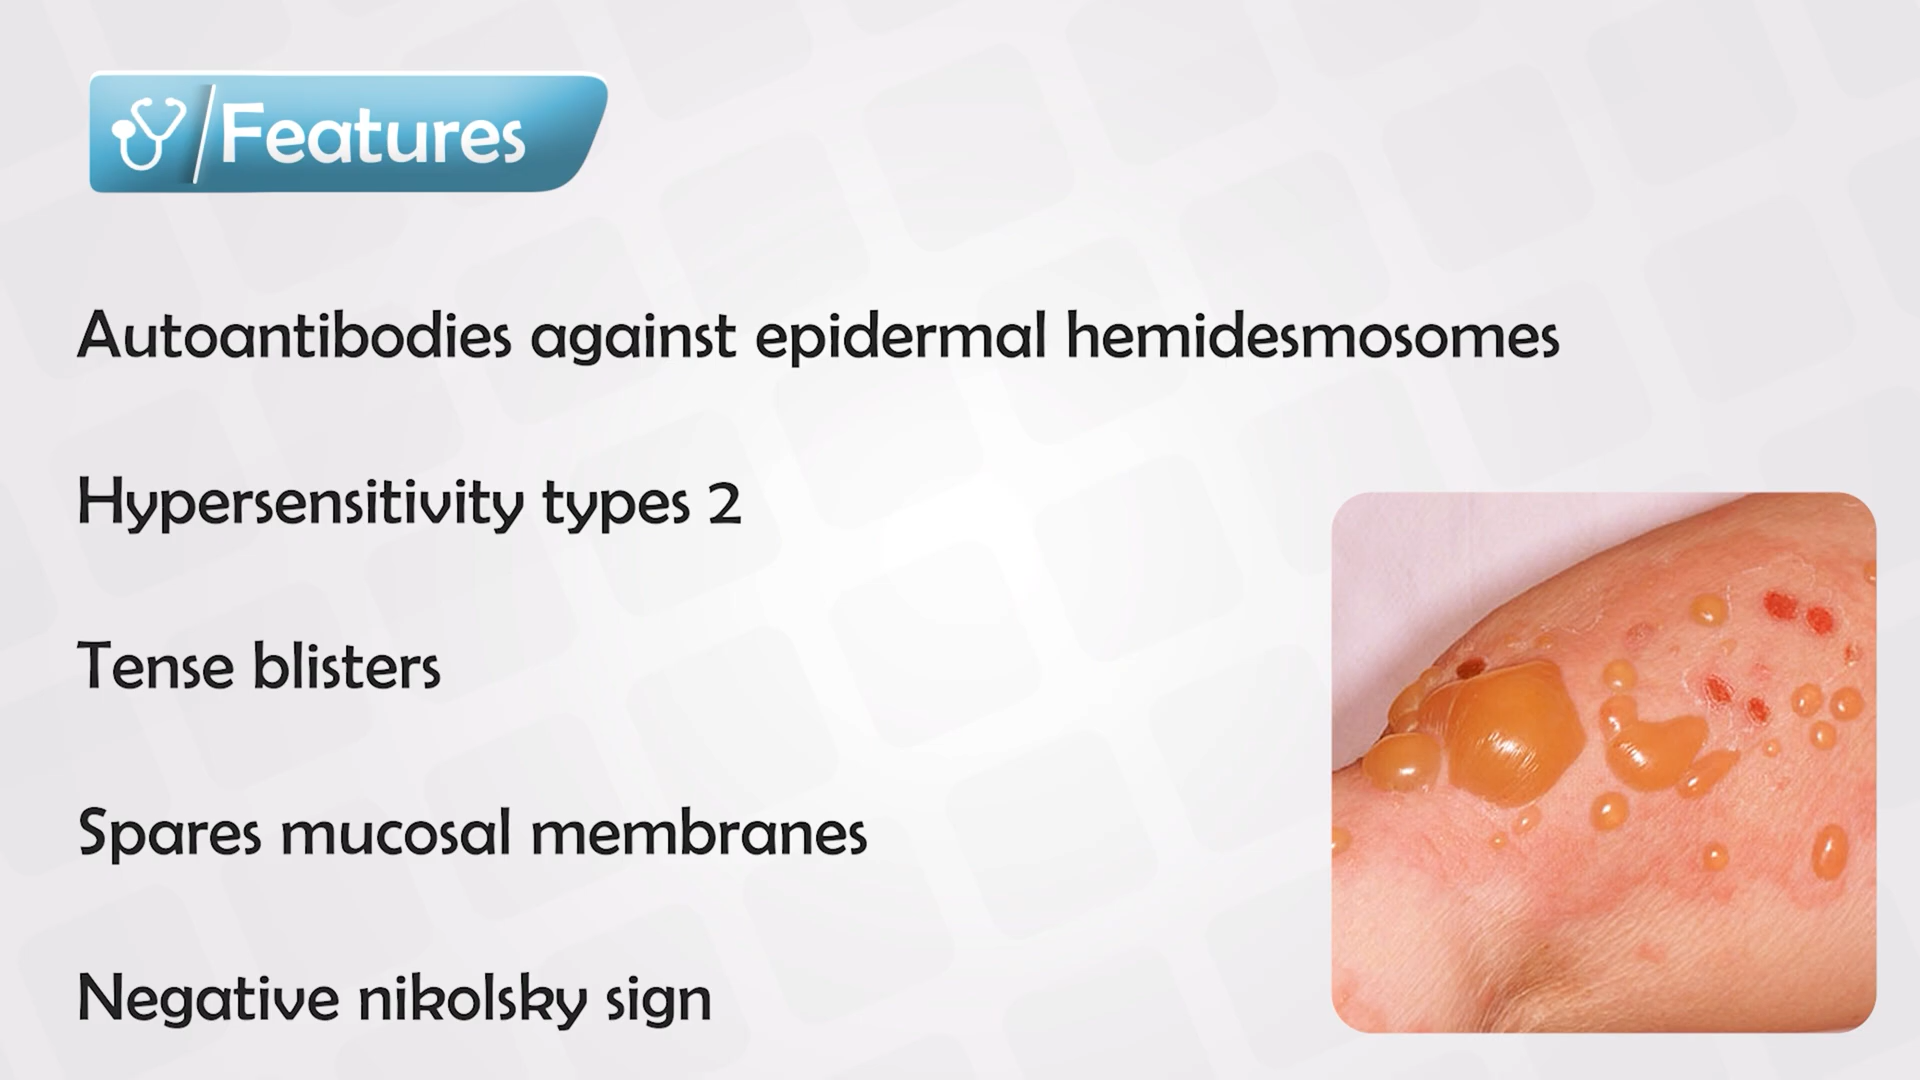 Features
Autoantibodies against epidermal hemidesmosomes
Hypersensitivity types 2
Tense blisters
Spares mucosal membranes
Negative nikolsky sign